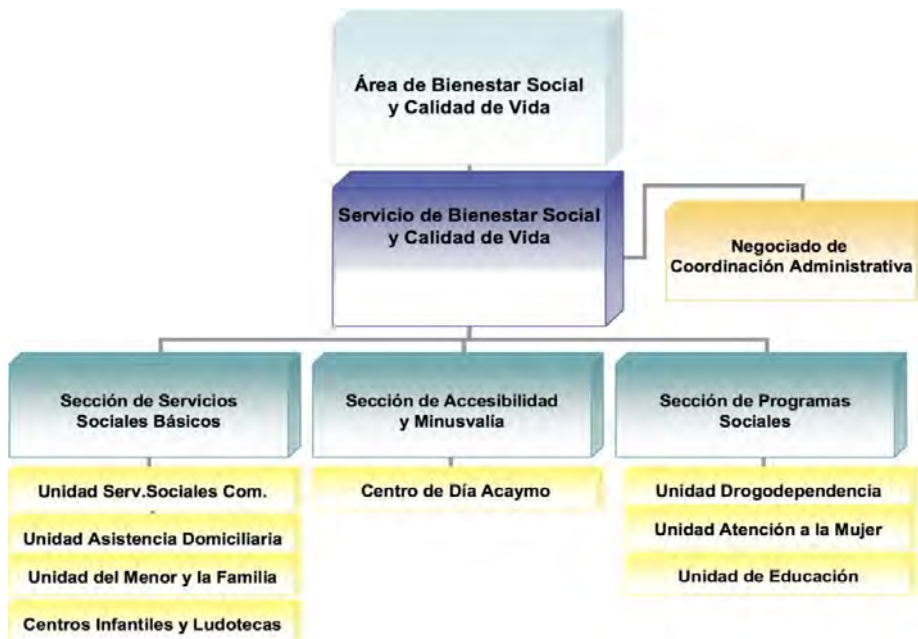 Área de Bienestar Social
y Calidad de Vida
Servicio de Bienestar Social
y Calidad de Vida
Negociado de
Coordinación Administrativa
Sección de Servicios
Sociales Básicos
Sección de Accesibilidad
y Minusvalía
Sección de Programas
Sociales
Unidad Serv.Sociales Com.
Unidad Asistencia Domiciliaria
Unidad del Menor y la Familia
Centros Infantiles y Ludotecas
Centro de Día Acaymo
Unidad Drogodependencia
Unidad Atención a la Mujer
Unidad de Educación